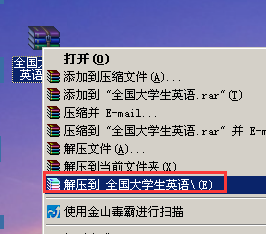 全国大
英语
打开(O)
添加到压缩文件(A)...
添加到 "全国大学生英语.rar"(T)
压缩并 E-mail...
压缩到 "全国大学生英语.rar" 并 E-m
解压文件(A)...
解压到当前文件夹(X)
解压到 全国大学生英语\(E)
使用金山毒霸进行扫描